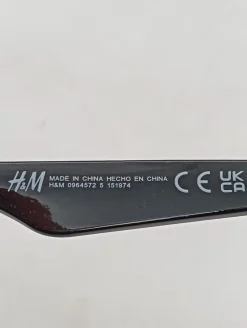 H&M
MADE IN CHINA HECHO EN CHINA
H&M 0964572 5 151974
CE UK
CA